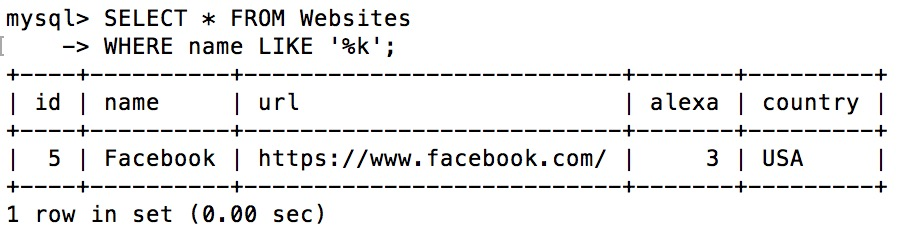 mysql> SELECT * FROM Websites
    -> WHERE name LIKE '%k';
+----+----------+---------------------------+-------+---------+
| id | name     | url                       | alexa | country |
+----+----------+---------------------------+-------+---------+
|  5 | Facebook | https://www.facebook.com/ |     3 | USA     |
+----+----------+---------------------------+-------+---------+
1 row in set (0.00 sec)